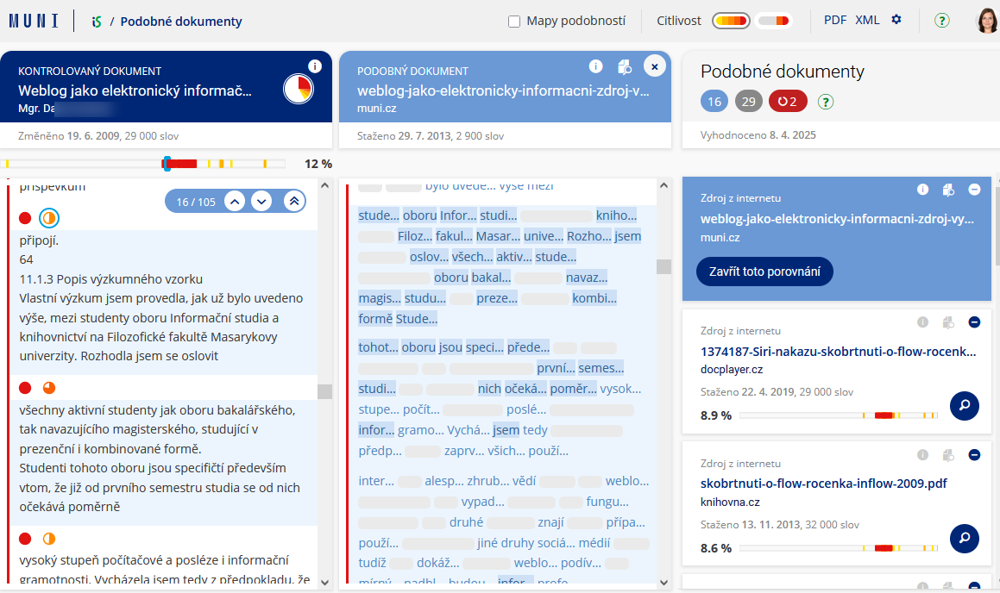 MUNI
iS / Podobné dokumenty
Mapy podobností
Citlivost
PDF XML
?
KONTROLOVANÝ DOKUMENT
Weblog jako elektronický informač...
Mgr. Da
Změněno 19. 6. 2009, 29 000 slov
12 %
PODOBNÝ DOKUMENT
weblog-jako-elektronicky-informacni-zdroj-v...
muni.cz
Staženo 29. 7. 2013, 2 900 slov
Podobné dokumenty
16 29 2 ?
Vyhodnoceno 8. 4. 2025
příspěvkům
16 / 105
připojí.
64
11.1.3 Popis výzkumného vzorku
Vlastní výzkum jsem provedla, jak už bylo uvedeno
výše, mezi studenty oboru Informační studia a
knihovnictví na Filozofické fakultě Masarykovy
univerzity. Rozhodla jsem se oslovit
všechny aktivní studenty jak oboru bakalářského,
tak navazujícího magisterského, studující v
prezenční i kombinované formě.
Studenti tohoto oboru jsou specifičtí především
vtom, že již od prvního semestru studia se od nich
očekává poměrně
vysoký stupeň počítačové a posléze i informační
gramotnosti. Vycházela jsem tedy z předpokladu, že
bylo uvede... výše mezi
stude... oboru Infor... studi... kniho...
Filoz... fakul... Masar... unive... Rozho... jsem
oslov... všech... aktiv... stude...
oboru bakal... navaz...
magis... studu... preze... kombi...
formě Stude...
tohot... oboru jsou speci... přede...
první... semes...
studi... nich očeká... poměr... vysok...
stupe... počít... poslé...
infor... gramo... Vychá... jsem tedy
předp... zaprv... všich... použí...
inter... alesp... zhrub... vědí weblo...
vypad... fungu...
druhé znají přípa...
použí... jiné druhy sociá... médií
tudíž dokáž... weblo... podív...
mírný... nadhl... budou... infor... profe...
Zdroj z internetu
weblog-jako-elektronicky-informacni-zdroj-vy...
muni.cz
Zavřít toto porovnání
Zdroj z internetu
1374187-Siri-nakazu-skobrtnuti-o-flow-rocenk...
docplayer.cz
Staženo 22. 4. 2019, 29 000 slov
8.9 %
Zdroj z internetu
skobrtnuti-o-flow-rocenka-inflow-2009.pdf
knihovna.cz
Staženo 13. 11. 2013, 32 000 slov
8.6 %